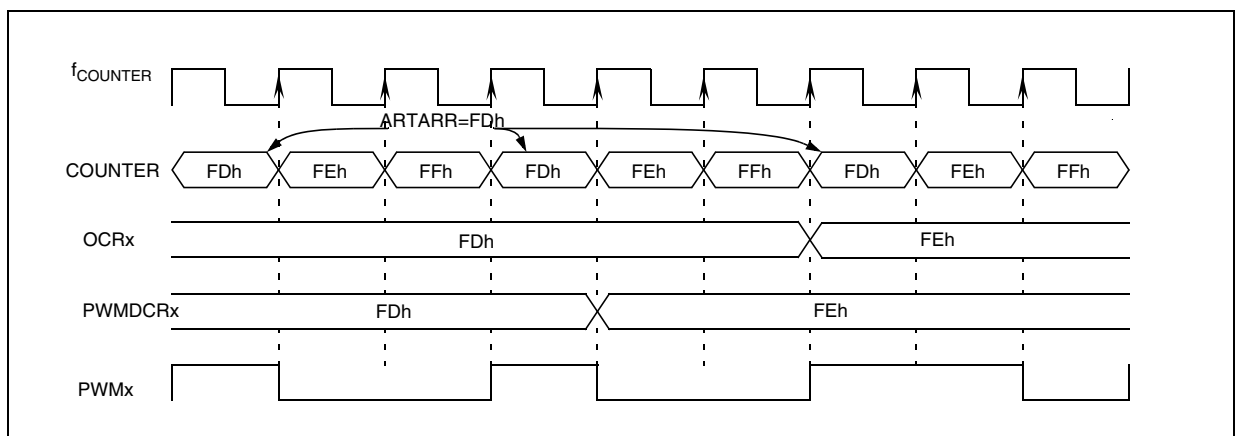 fCOUNTER
ARTARR=FDh
COUNTER FDh FEh FFh FDh FEh FFh FDh FEh FFh
OCRx FDh FEh
PWMDCRx FDh FEh
PWMx